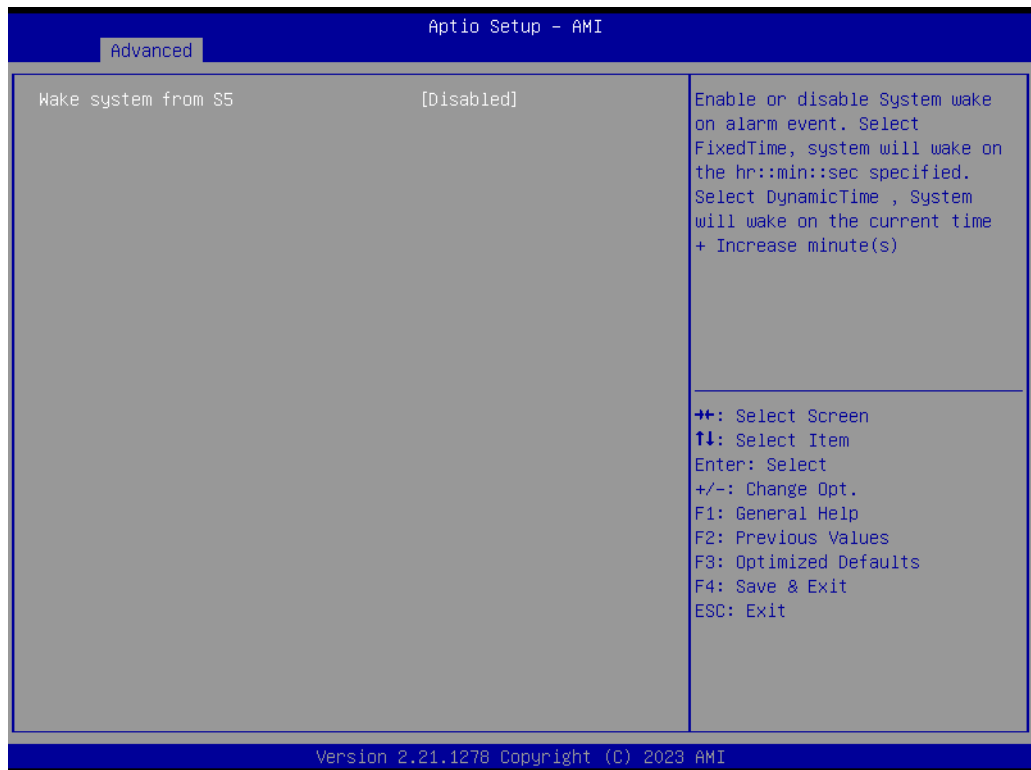 Aptio Setup – AMI
Advanced
Wake system from S5 [Disabled]
Enable or disable System wake
on alarm event. Select
FixedTime, system will wake on
the hr::min::sec specified.
Select DynamicTime , System
will wake on the current time
+ Increase minute(s)
→←: Select Screen
↑↓: Select Item
Enter: Select
+/-: Change Opt.
F1: General Help
F2: Previous Values
F3: Optimized Defaults
F4: Save & Exit
ESC: Exit
Version 2.21.1278 Copyright (C) 2023 AMI